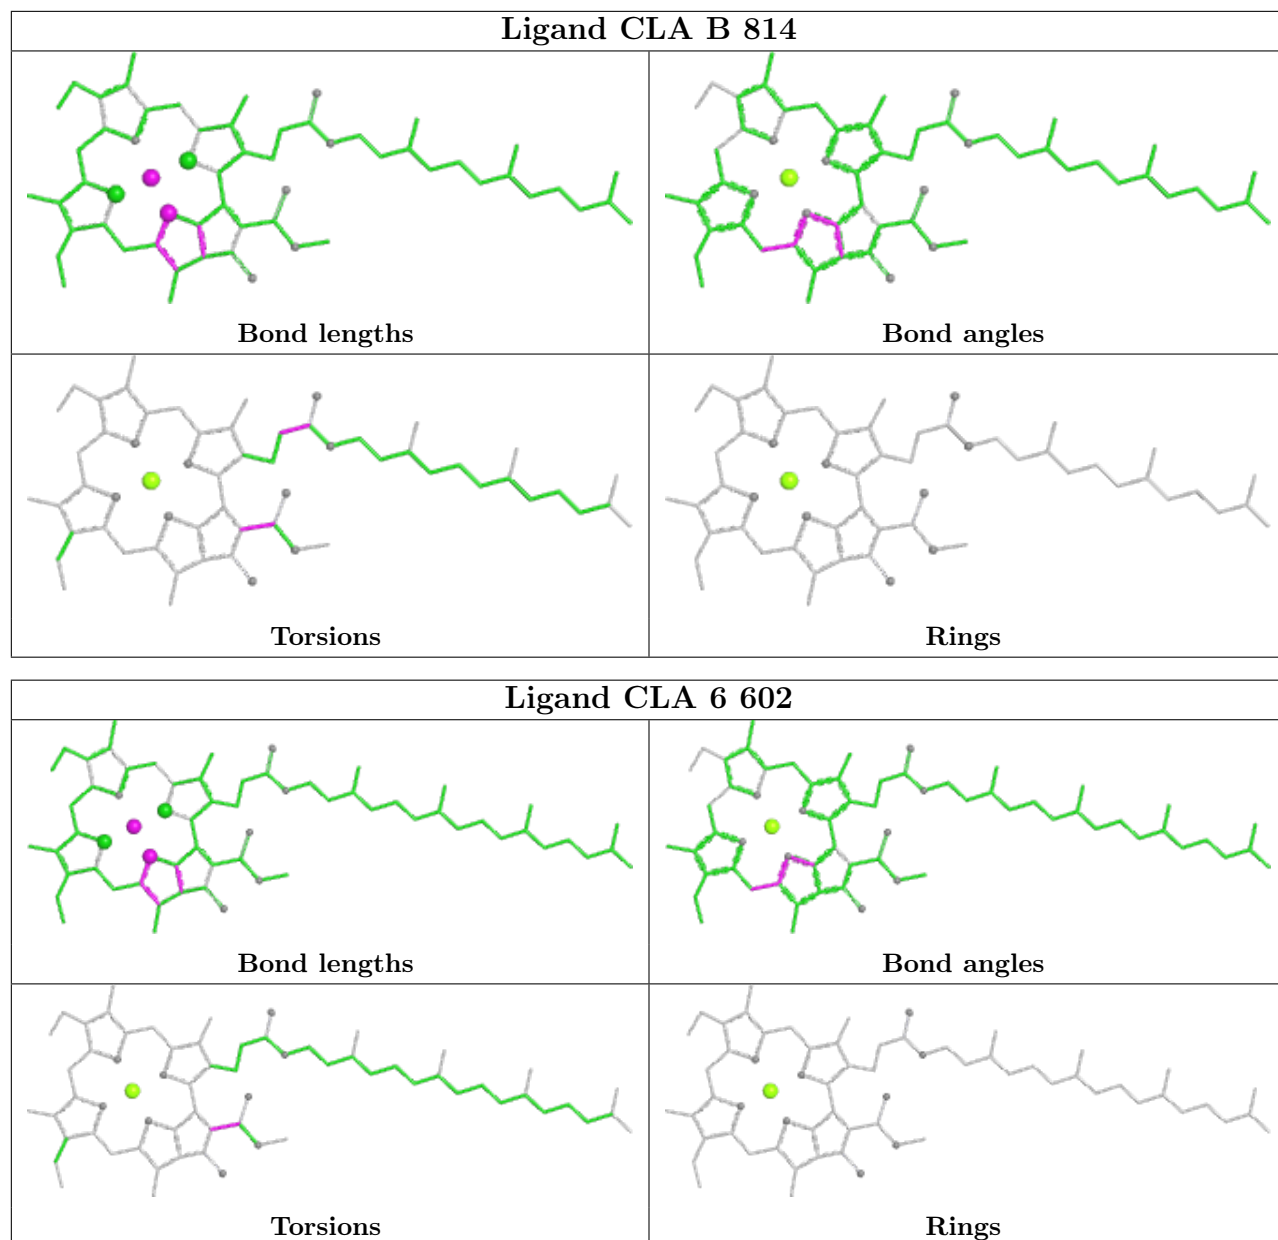 Ligand CLA B 814
Bond lengths
Bond angles
Torsions
Rings
Ligand CLA 6 602
Bond lengths
Bond angles
Torsions
Rings